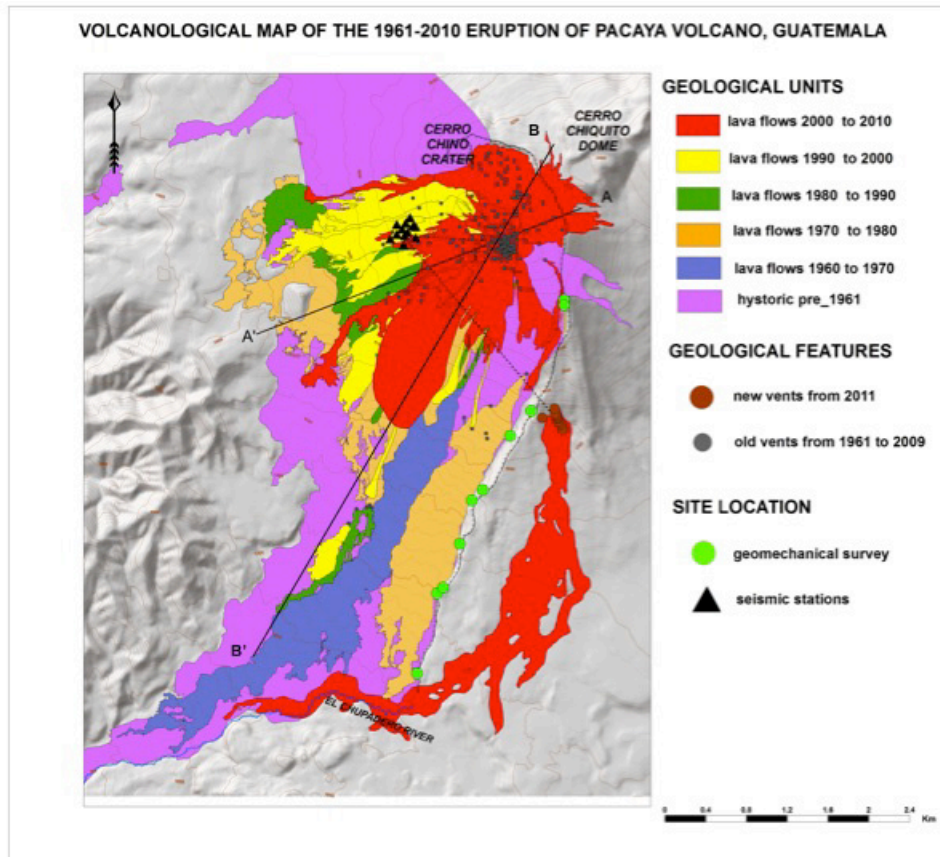 VOLCANOLOGICAL MAP OF THE 1961-2010 ERUPTION OF PACAYA VOLCANO, GUATEMALA
CERRO
CHINO
CRATER
B
CERRO
CHIQUITO
DOME
A
A'
B'
EL CHUPADERO RIVER
GEOLOGICAL UNITS
lava flows 2000 to 2010
lava flows 1990 to 2000
lava flows 1980 to 1990
lava flows 1970 to 1980
lava flows 1960 to 1970
hystoric pre_1961
GEOLOGICAL FEATURES
new vents from 2011
old vents from 1961 to 2009
SITE LOCATION
geomechanical survey
seismic stations
0 0.4 0.8 1.2 1.6 2 2.4
Km